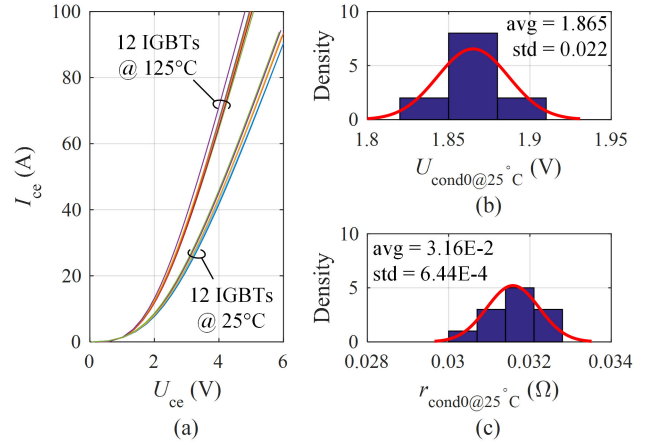 100
80
60
40
20
0
0
2
4
6
I_ce (A)
U_ce (V)
12 IGBTs
@ 125°C
12 IGBTs
@ 25°C
(a)
10
5
0
1.8
1.85
1.9
1.95
Density
avg = 1.865
std = 0.022
U_cond0@25°C (V)
(b)
10
5
0
0.028
0.03
0.032
0.034
Density
avg = 3.16E-2
std = 6.44E-4
r_cond0@25°C (Ω)
(c)